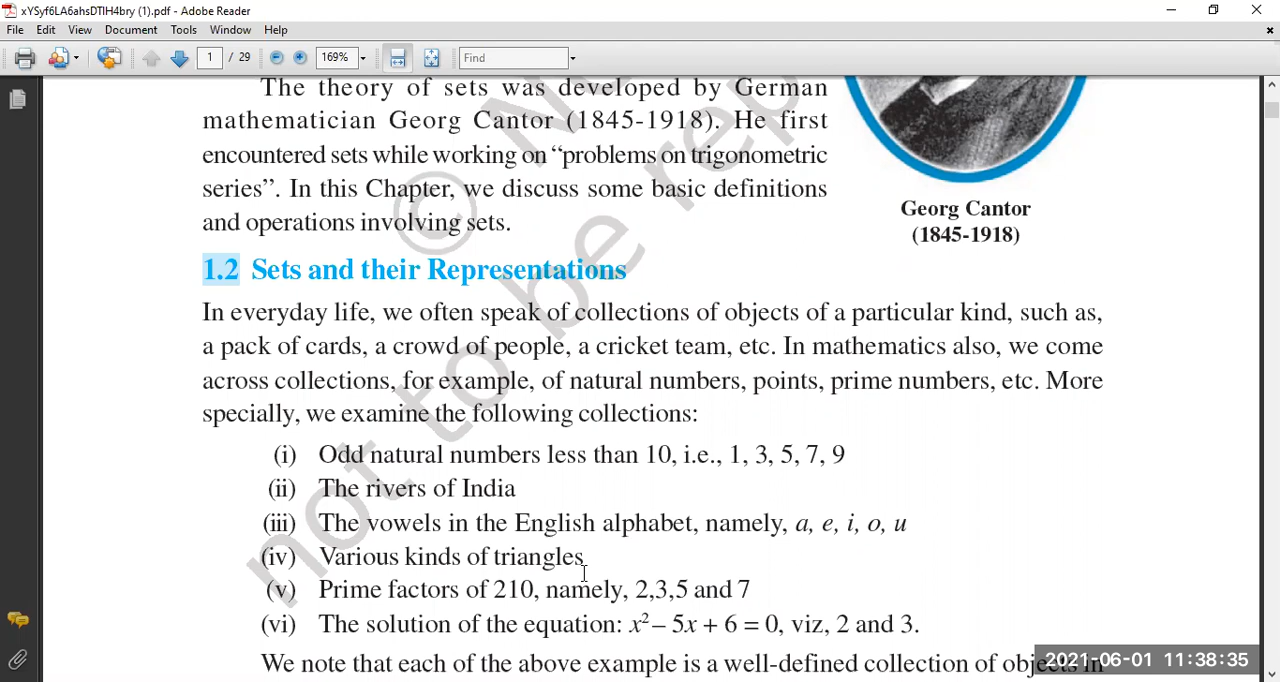 xYSyf6LA6ahsDTlH4bry (1).pdf - Adobe Reader
File Edit View Document Tools Window Help
1 / 29 169% Find
The theory of sets was developed by German
mathematician Georg Cantor (1845-1918). He first
encountered sets while working on “problems on trigonometric
series”. In this Chapter, we discuss some basic definitions
and operations involving sets.
Georg Cantor
(1845-1918)
1.2 Sets and their Representations
In everyday life, we often speak of collections of objects of a particular kind, such as,
a pack of cards, a crowd of people, a cricket team, etc. In mathematics also, we come
across collections, for example, of natural numbers, points, prime numbers, etc. More
specially, we examine the following collections:
(i) Odd natural numbers less than 10, i.e., 1, 3, 5, 7, 9
(ii) The rivers of India
(iii) The vowels in the English alphabet, namely, a, e, i, o, u
(iv) Various kinds of triangles
(v) Prime factors of 210, namely, 2,3,5 and 7
(vi) The solution of the equation: x² – 5x + 6 = 0, viz, 2 and 3.
We note that each of the above example is a well-defined collection of objects in
2021-06-01 11:38:35
© N
not to be rep